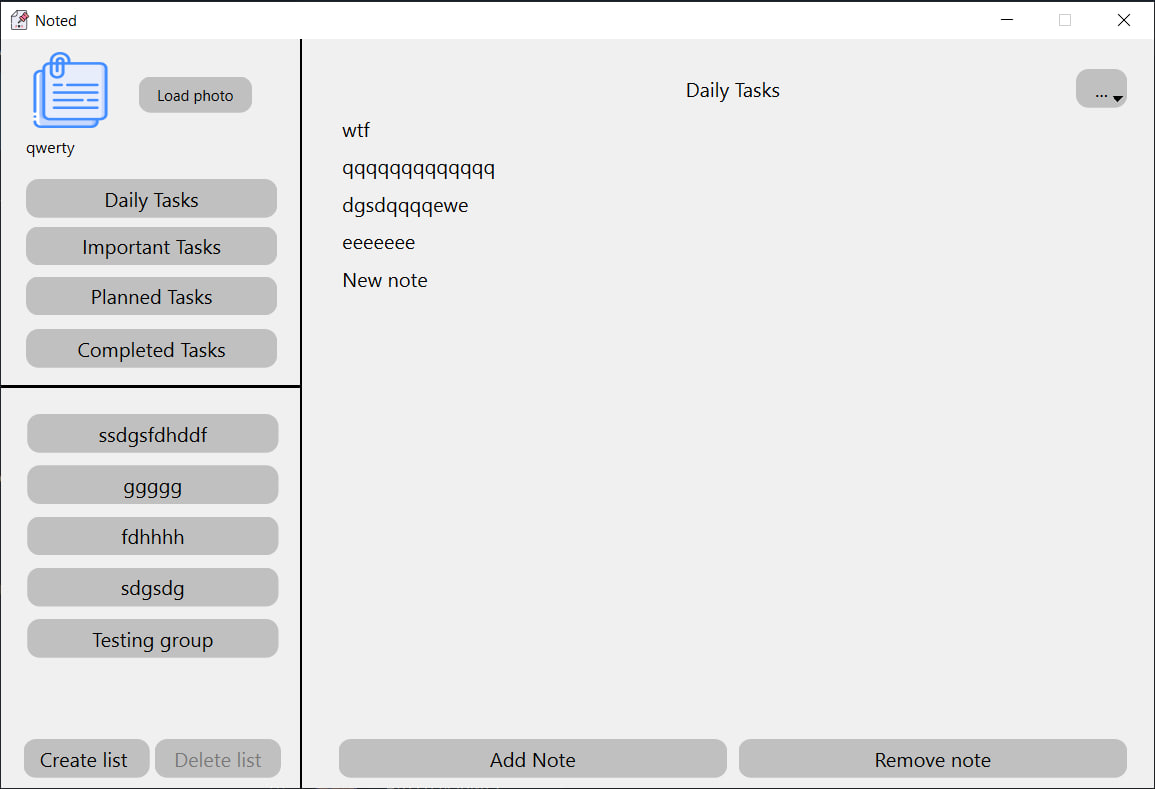 Noted
Load photo
qwerty
Daily Tasks
Important Tasks
Planned Tasks
Completed Tasks
ssdgsfdhddf
ggggg
fdhhhh
sdgsdg
Testing group
Create list
Delete list
Daily Tasks
...
wtf
qqqqqqqqqqqqq
dgsdqqqqewe
eeeeeee
New note
Add Note
Remove note